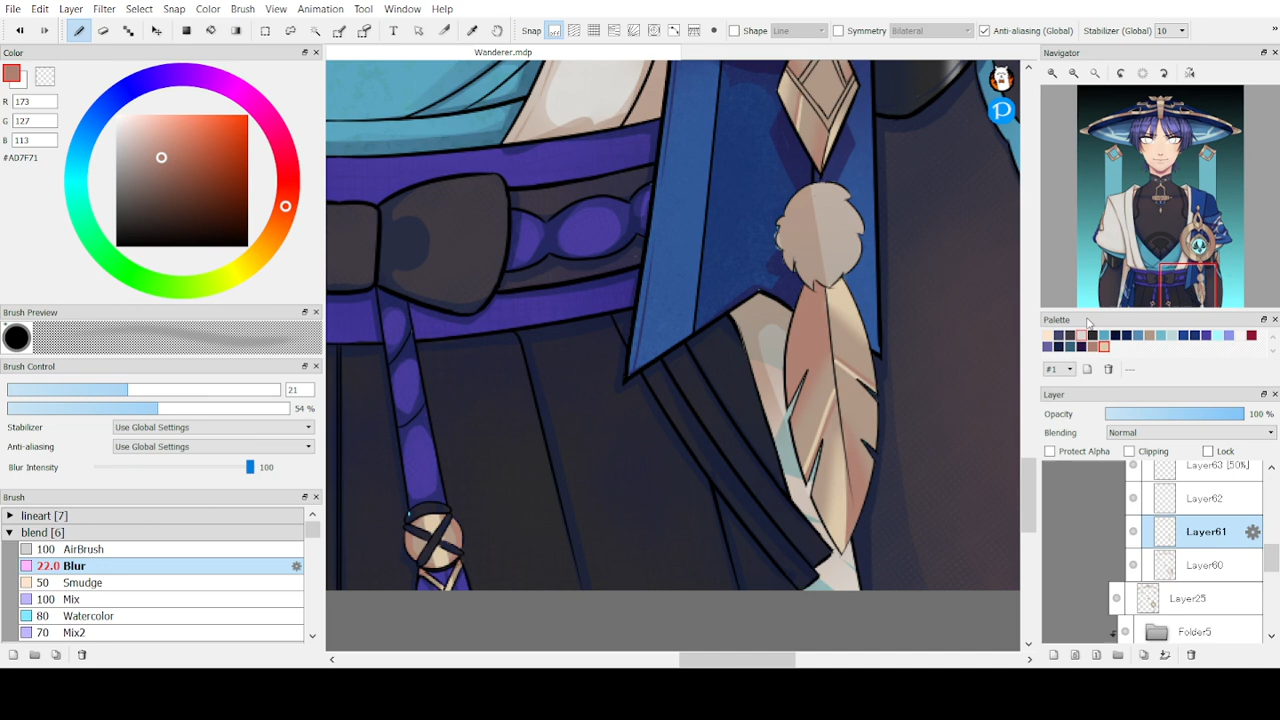 File Edit Layer Filter Select Snap Color Brush View Animation Tool Window Help
Snap Shape Line Symmetry Bilateral Anti-aliasing (Global) Stabilizer (Global) 10 »
Color
Wanderer.mdp
Navigator
R 173
G 127
B 113
#AD7F71
Brush Preview
Palette
#1 ---
Brush Control
21
54 %
Stabilizer Use Global Settings
Anti-aliasing Use Global Settings
Blur Intensity 100
Brush
lineart [7]
blend [6]
100 AirBrush
22.0 Blur
50 Smudge
100 Mix
80 Watercolor
70 Mix2
Layer
Opacity 100 %
Blending Normal
Protect Alpha Clipping Lock
Layer63 [50%]
Layer62
Layer61
Layer60
Layer25
Folder5